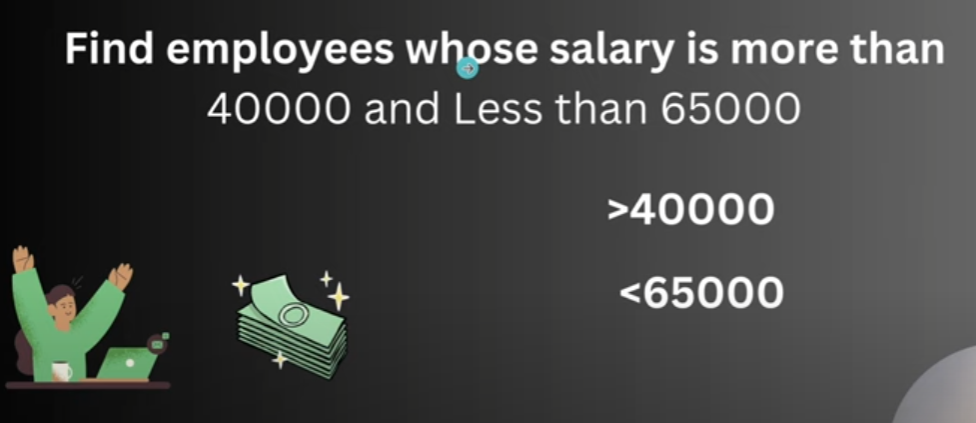 Find employees whose salary is more than
40000 and Less than 65000
>40000
<65000